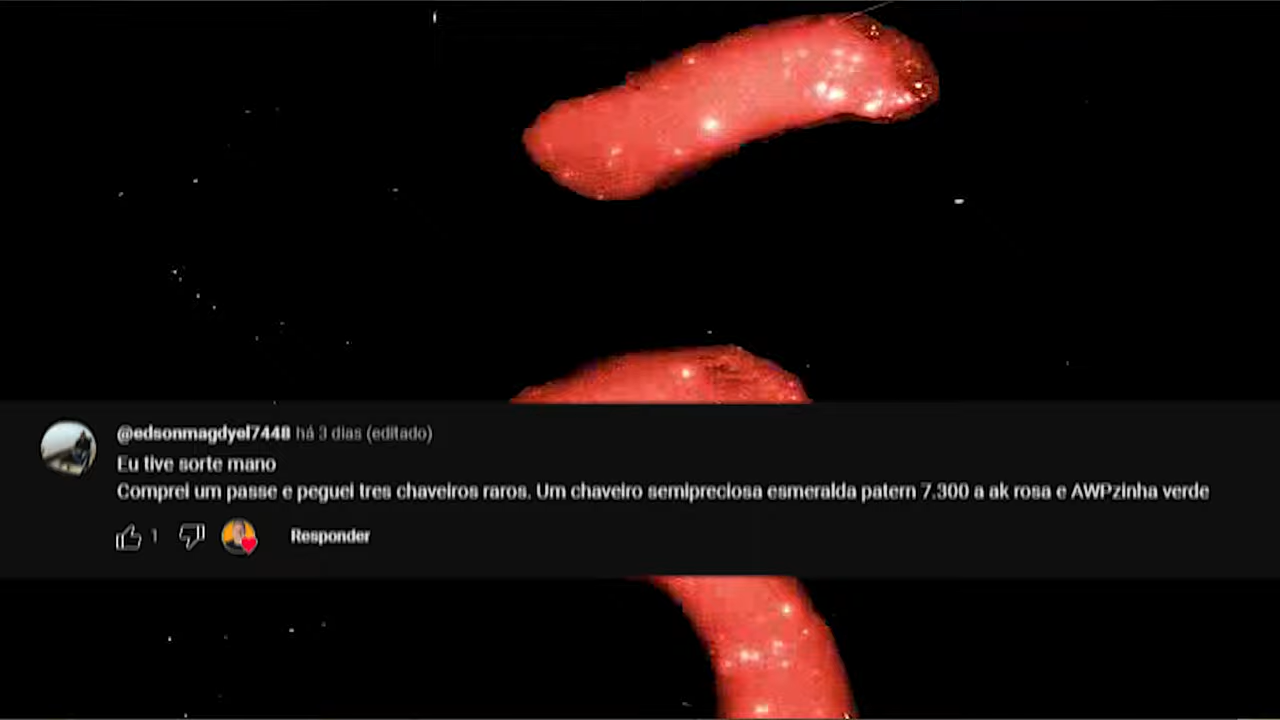 @edsonmagdyel7448 há 3 dias (editado)
Eu tive sorte mano
Comprei um passe e peguei tres chaveiros raros. Um chaveiro semipreciosa esmeralda patern 7.300 a ak rosa e AWPzinha verde
1 Responder